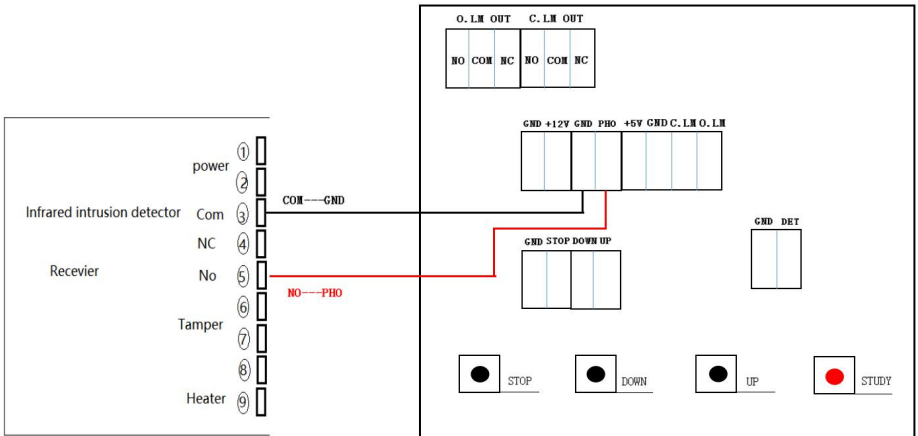 O.LM OUT C.LM OUT
NO COM NC NO COM NC
GND +12V GND PHO +5V GND C.LM O.LM
① 
power
②
COM---GND
Infrared intrusion detector Com ③
NC ④
GND DET
GND STOP DOWN UP
Recevier No ⑤
NO---PHO
⑥
Tamper
⑦
⑧
STOP DOWN UP STUDY
Heater ⑨